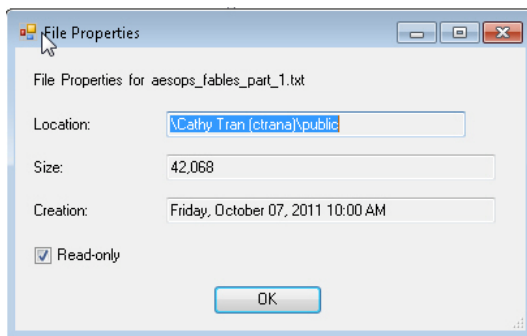 File Properties
File Properties for aesops_fables_part_1.txt
Location: \Cathy Tran (ctrana)\public
Size: 42,068
Creation: Friday, October 07, 2011 10:00 AM
Read-only
OK